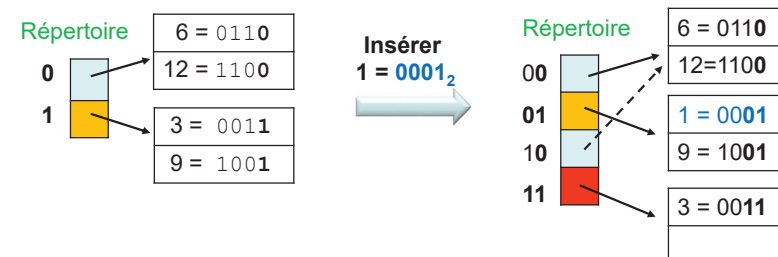 Répertoire
0
1
6 = 0110
12 = 1100
3 = 0011
9 = 1001
Insérer
1 = 0001₂
Répertoire
00
01
10
11
6 = 0110
12=1100
1 = 0001
9 = 1001
3 = 0011